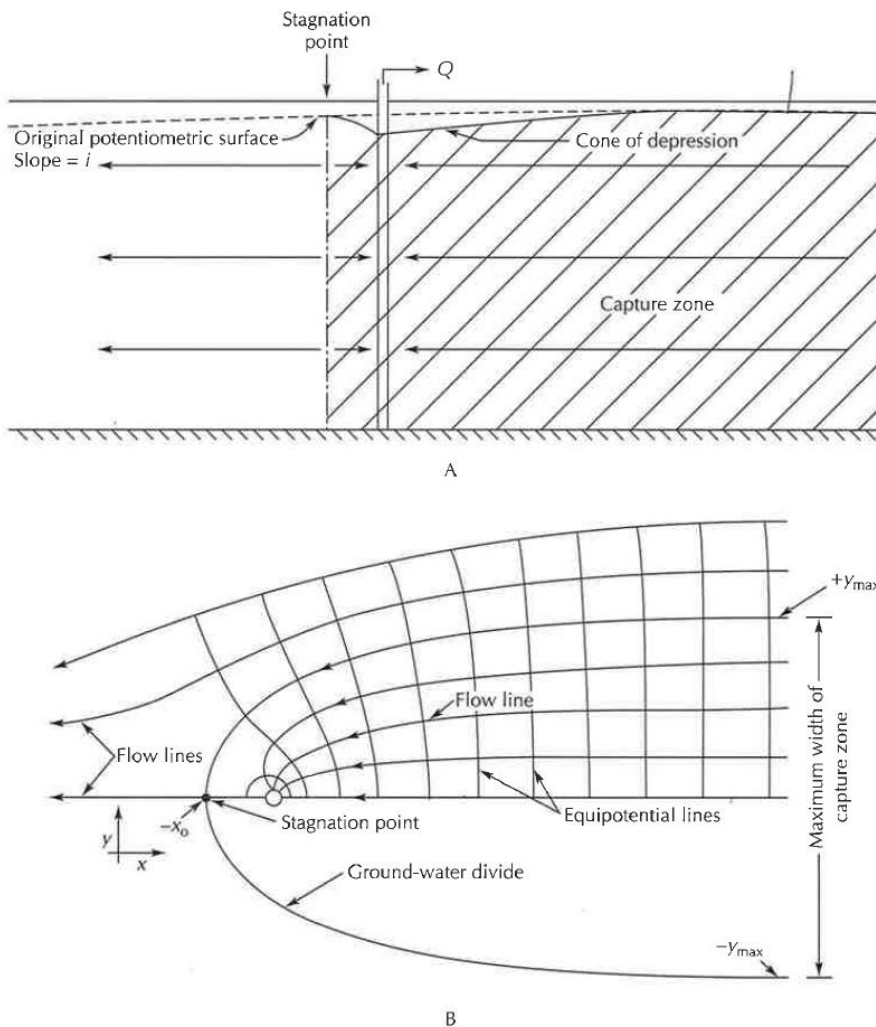 Stagnation
point
Q
Original potentiometric surface
Slope = i
Cone of depression
Capture zone
A
+ymax
Flow line
Maximum width of
capture zone
Flow lines
Equipotential lines
−xo
Stagnation point
y
x
Ground-water divide
−ymax
B